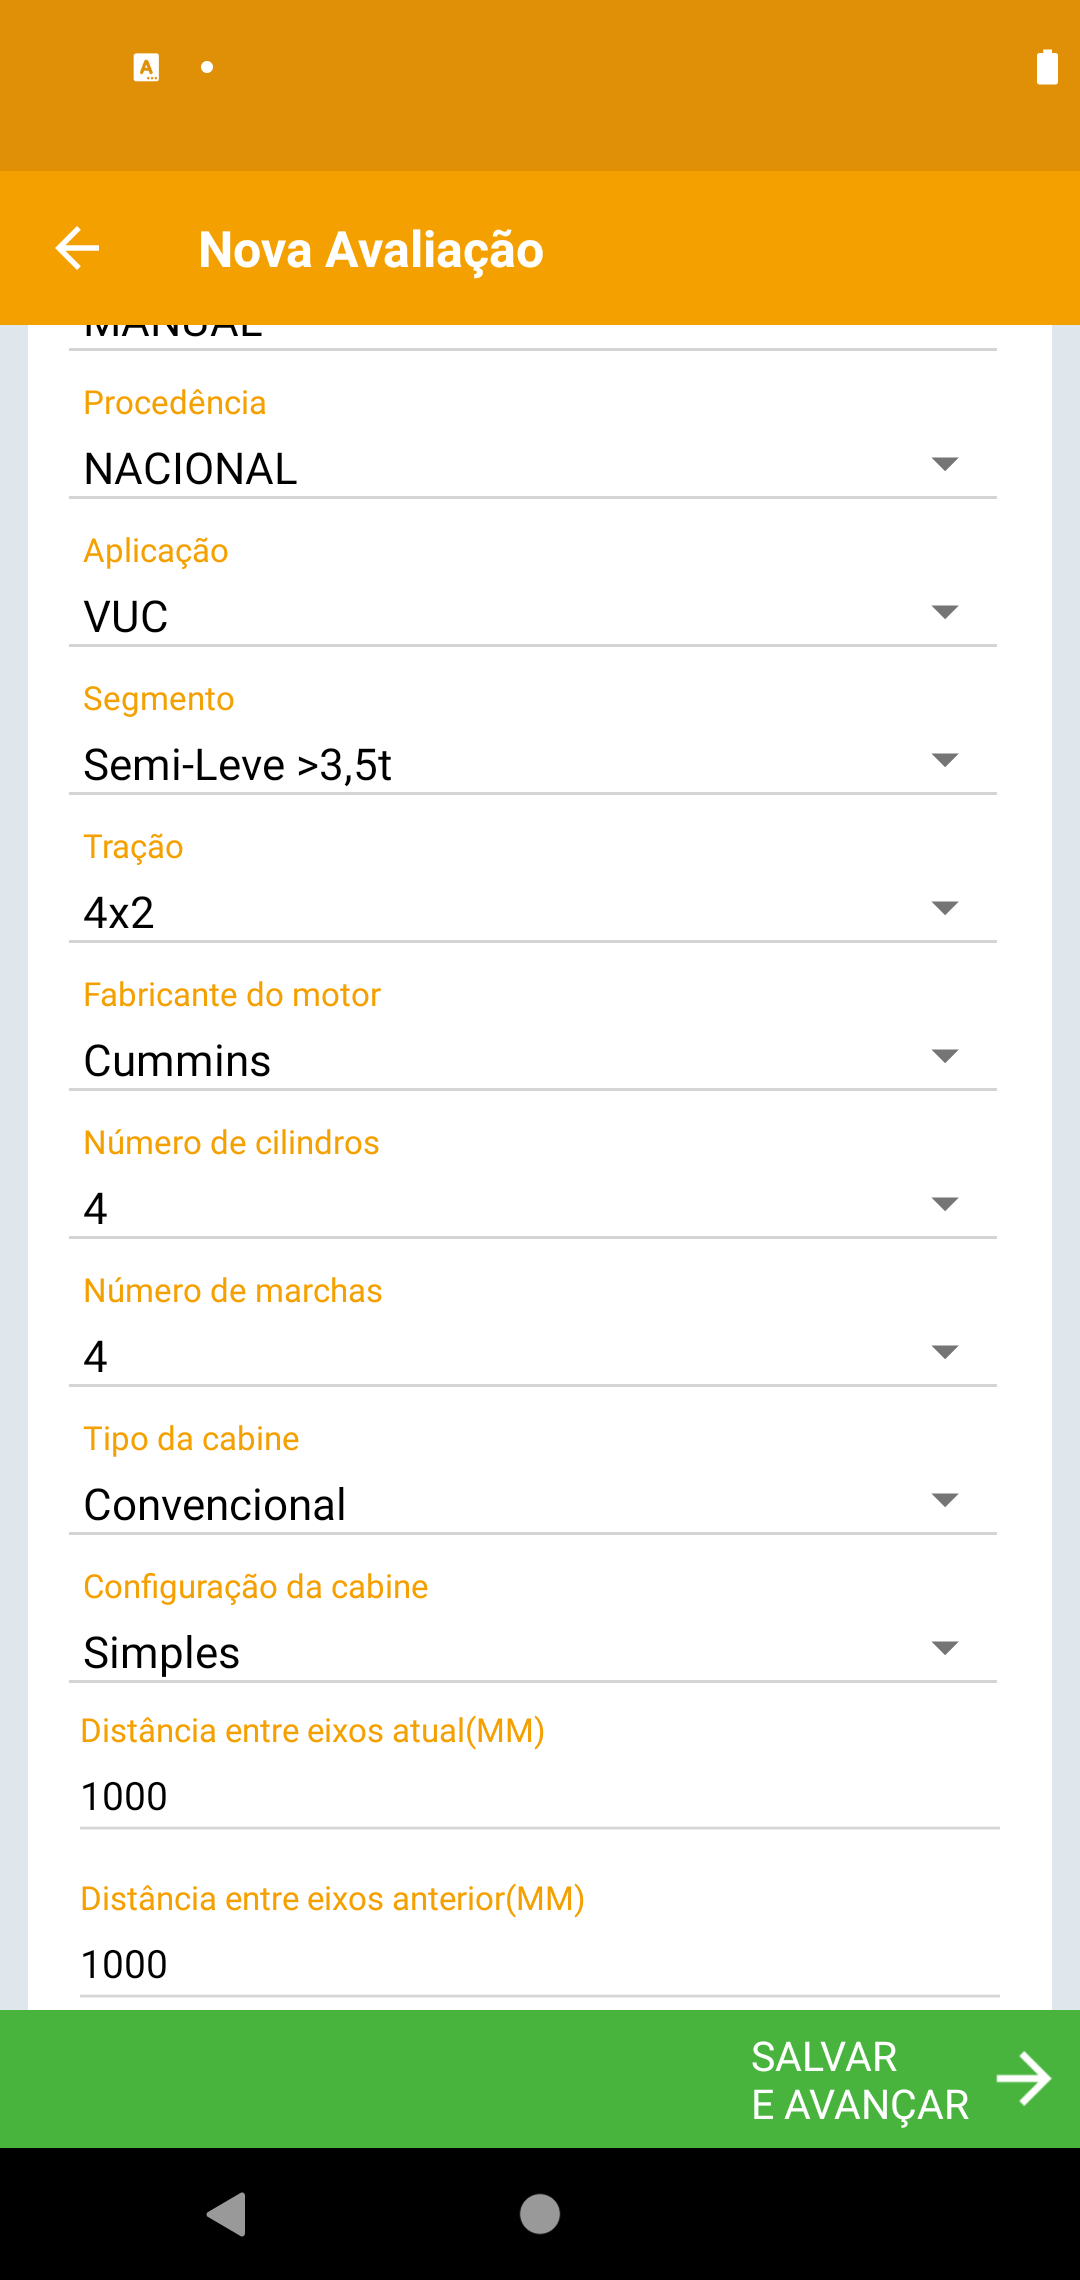 Nova Avaliação
MANUAL
Procedência
NACIONAL
Aplicação
VUC
Segmento
Semi-Leve >3,5t
Tração
4x2
Fabricante do motor
Cummins
Número de cilindros
4
Número de marchas
4
Tipo da cabine
Convencional
Configuração da cabine
Simples
Distância entre eixos atual(MM)
1000
Distância entre eixos anterior(MM)
1000
SALVAR
E AVANÇAR